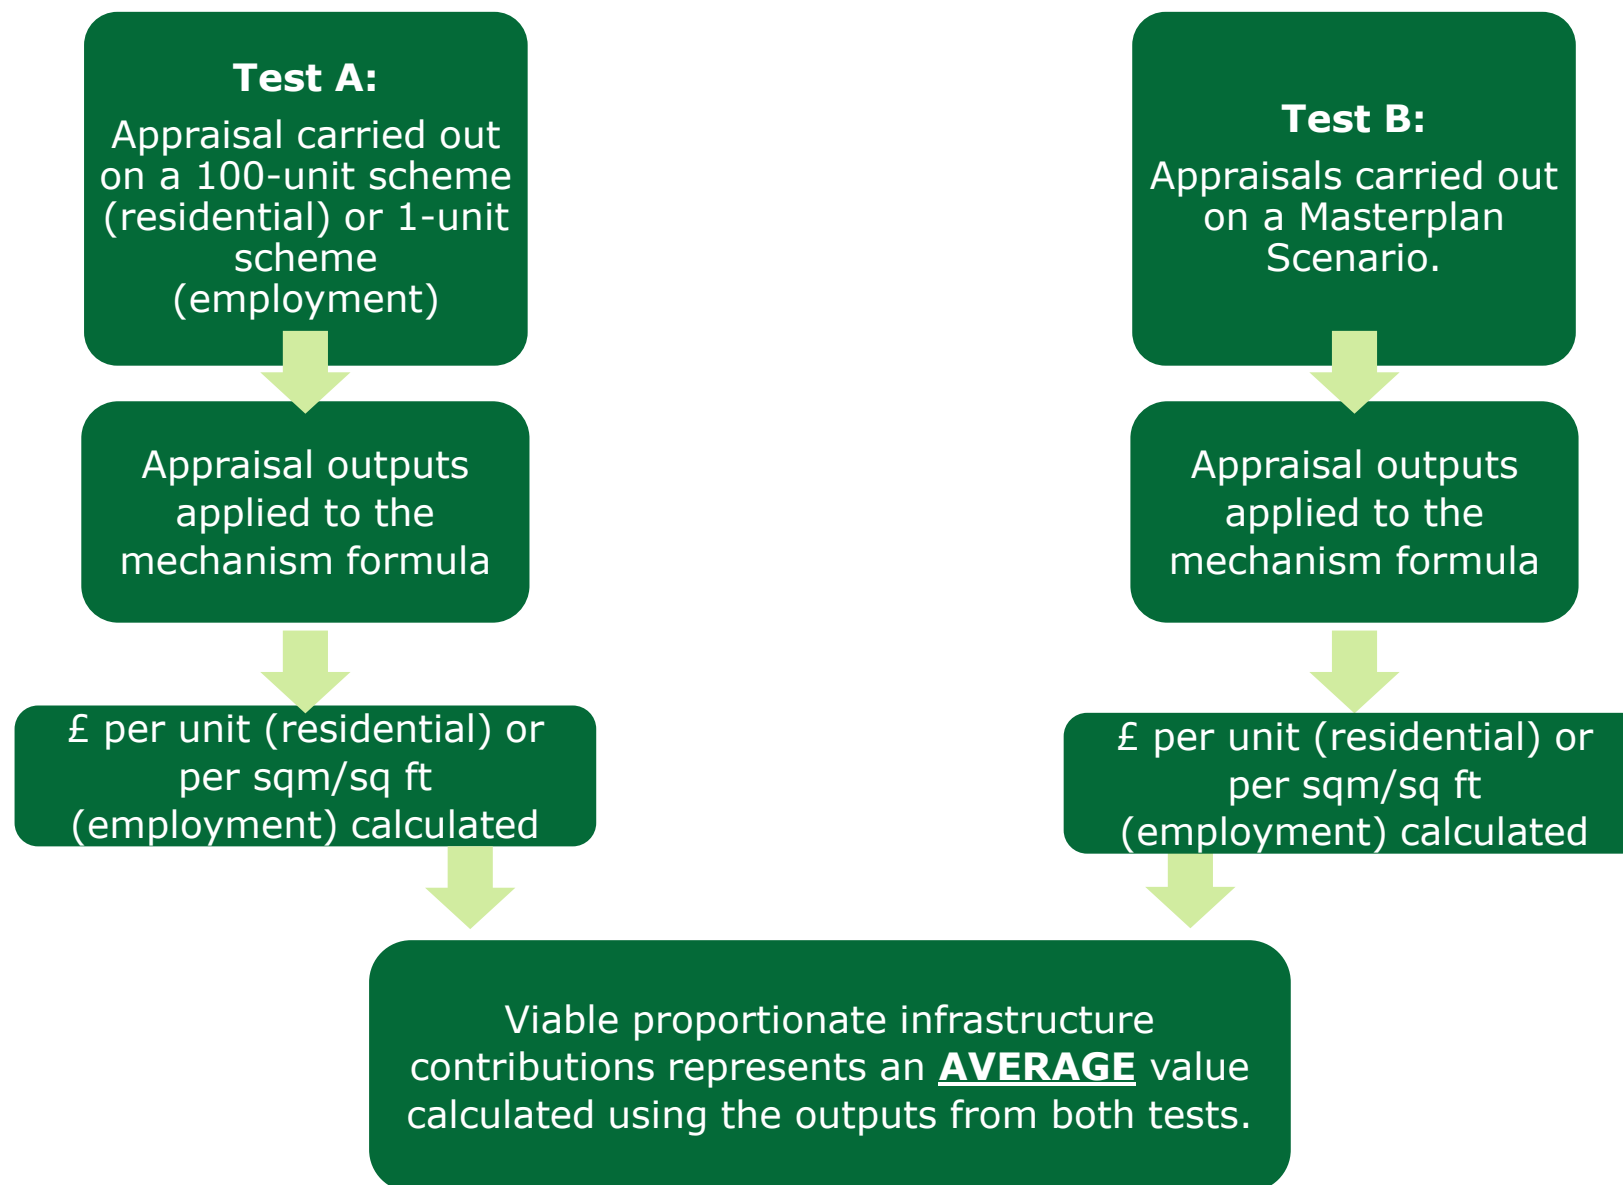 Test A:
Appraisal carried out
on a 100-unit scheme
(residential) or 1-unit
scheme
(employment)
Appraisal outputs
applied to the
mechanism formula
£ per unit (residential) or
per sqm/sq ft
(employment) calculated
Test B:
Appraisals carried out
on a Masterplan
Scenario.
Appraisal outputs
applied to the
mechanism formula
£ per unit (residential) or
per sqm/sq ft
(employment) calculated
Viable proportionate infrastructure
contributions represents an AVERAGE value
calculated using the outputs from both tests.